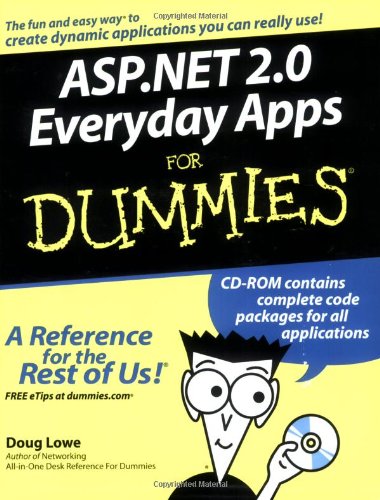 The fun and easy way® to
create dynamic applications you can really use!
ASP.NET 2.0
Everyday Apps
FOR
DUMMIES®
CD-ROM contains
complete code
packages for all
applications
A Reference
for the
Rest of Us!®
FREE eTips at dummies.com®
Doug Lowe
Author of Networking
All-in-One Desk Reference For Dummies